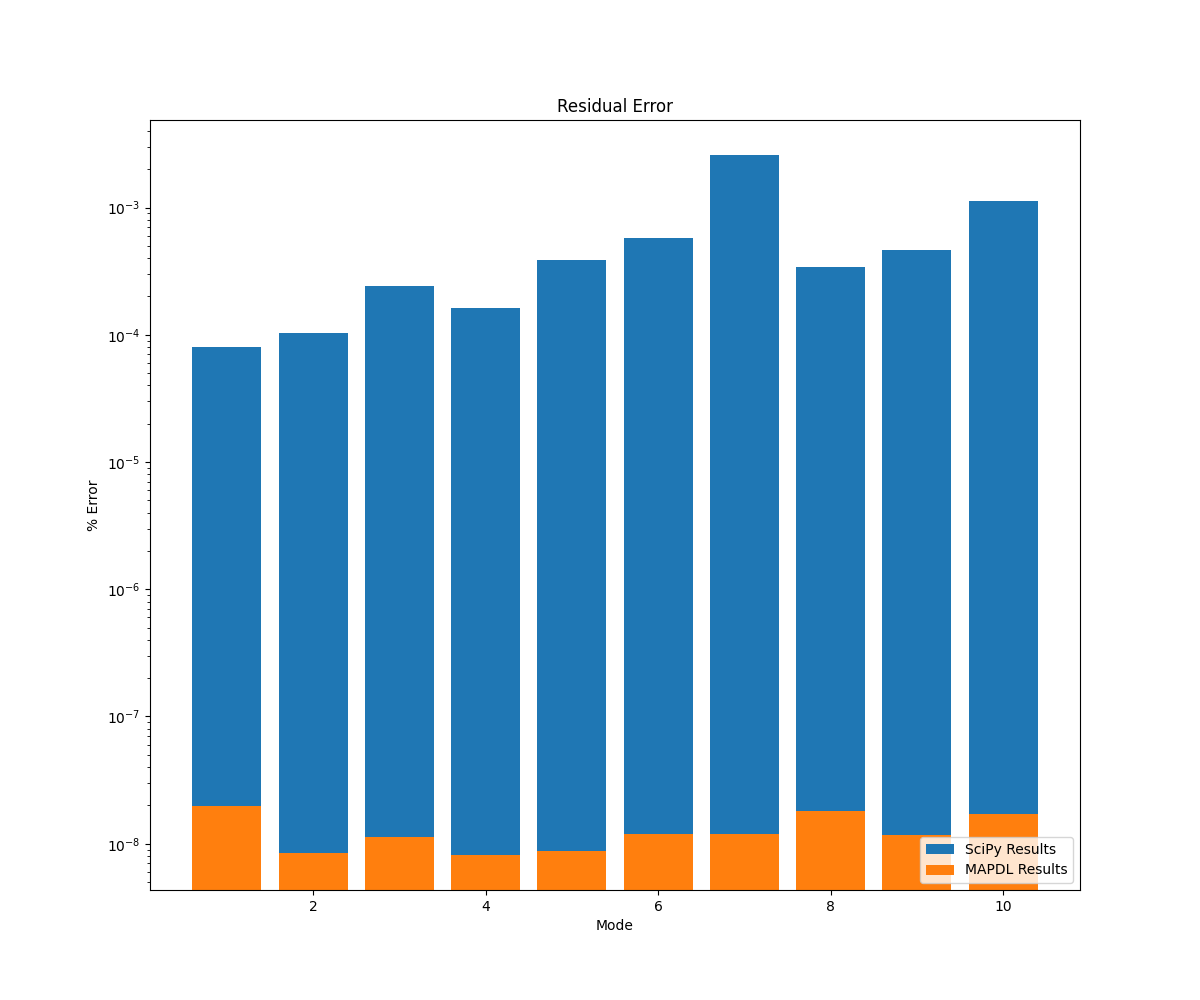 Residual Error
% Error
10⁻³
10⁻⁴
10⁻⁵
10⁻⁶
10⁻⁷
10⁻⁸
SciPy Results
MAPDL Results
2 4 6 8 10
Mode